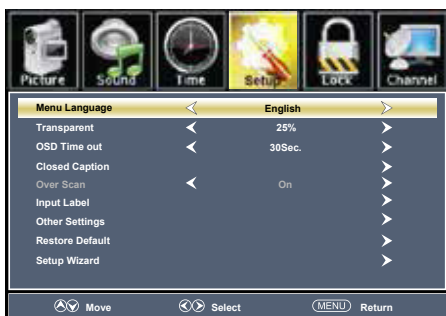 Picture Sound Time Setup Lock Channel
Menu Language English
Transparent 25%
OSD Time out 30Sec.
Closed Caption
Over Scan On
Input Label
Other Settings
Restore Default
Setup Wizard
Move Select MENU Return